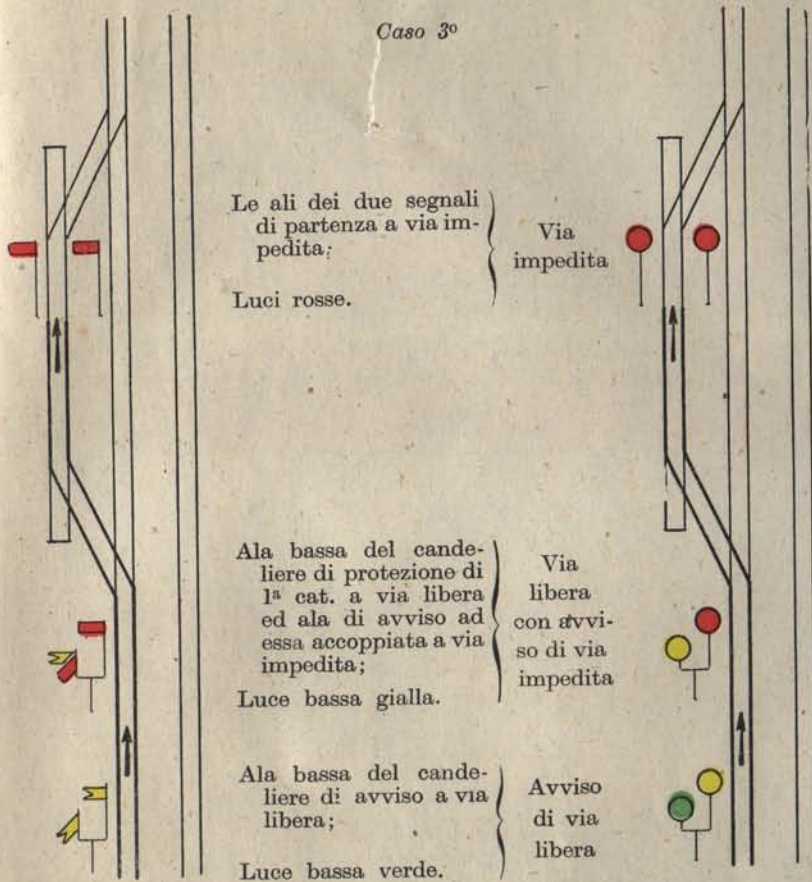 Caso 3º
Le ali dei due segnali
di partenza a via im-
pedita;
Luci rosse.
Via
impedita
Ala bassa del cande-
liere di protezione di
1ª cat. a via libera
ed ala di avviso ad
essa accoppiata a via
impedita;
Luce bassa gialla.
Via
libera
con avvi-
so di via
impedita
Ala bassa del cande-
liere di avviso a via
libera;
Luce bassa verde.
Avviso
di via
libera